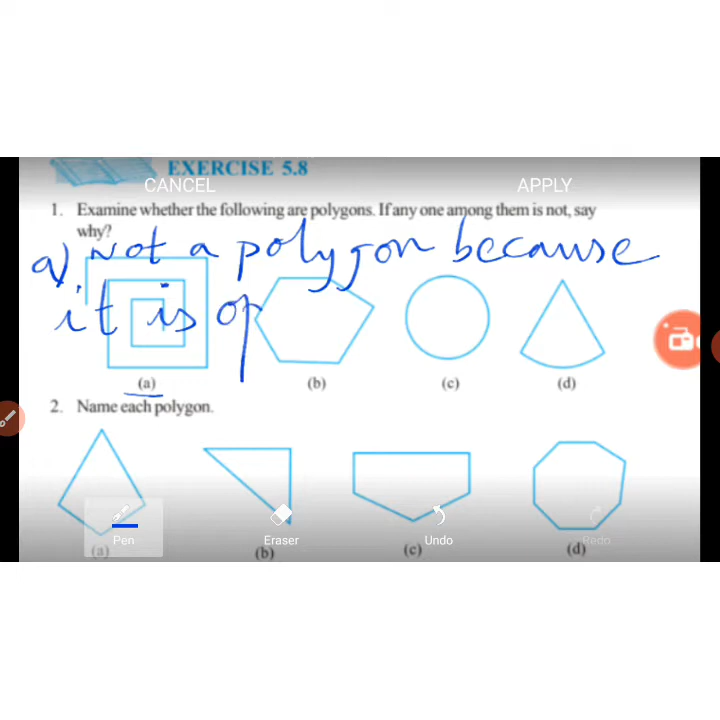 EXERCISE 5.8
CANCEL APPLY
1. Examine whether the following are polygons. If any one among them is not, say
why?
a) Not a polygon because
it is op
(a) (b) (c) (d)
2. Name each polygon.
Pen Eraser Undo Redo
(a) (b) (c) (d)